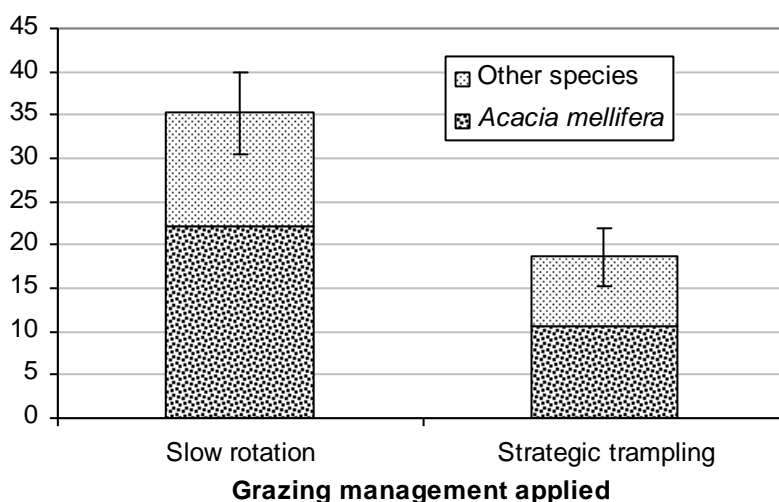 45
40
35
30
25
20
15
10
5
0
Other species
Acacia mellifera
Slow rotation
Strategic trampling
Grazing management applied